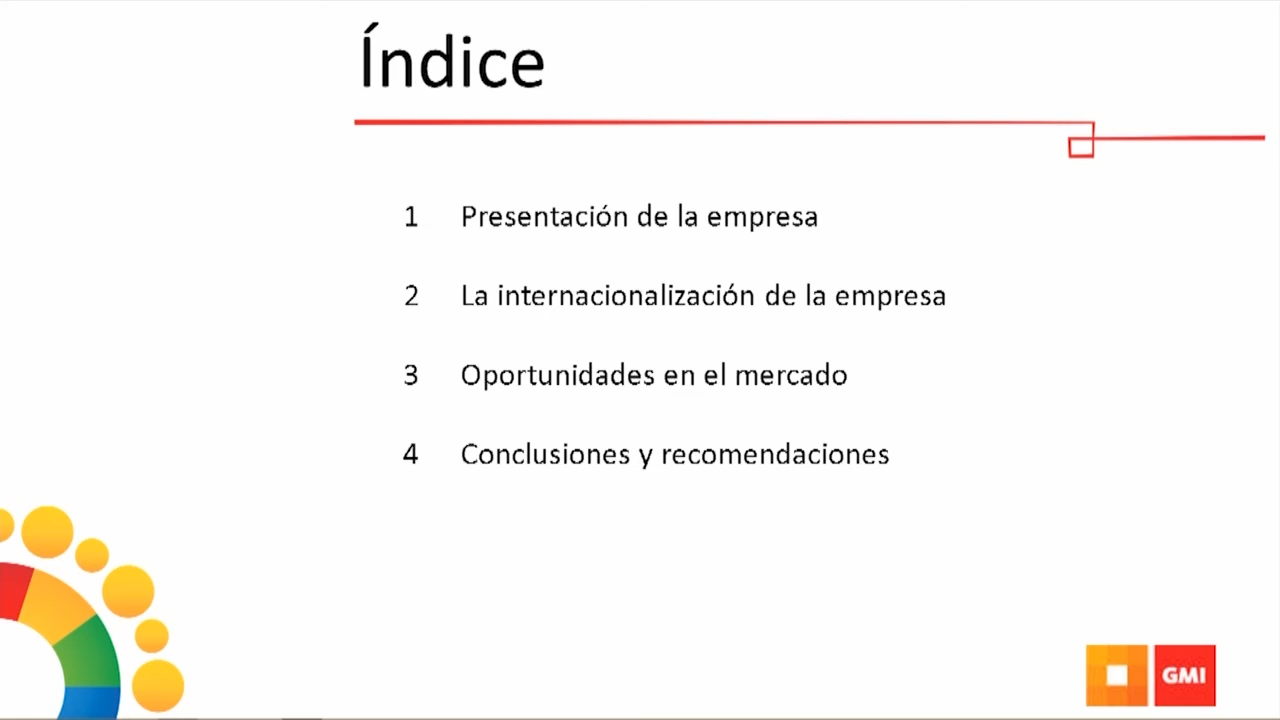 Índice
1 Presentación de la empresa
2 La internacionalización de la empresa
3 Oportunidades en el mercado
4 Conclusiones y recomendaciones
GMI